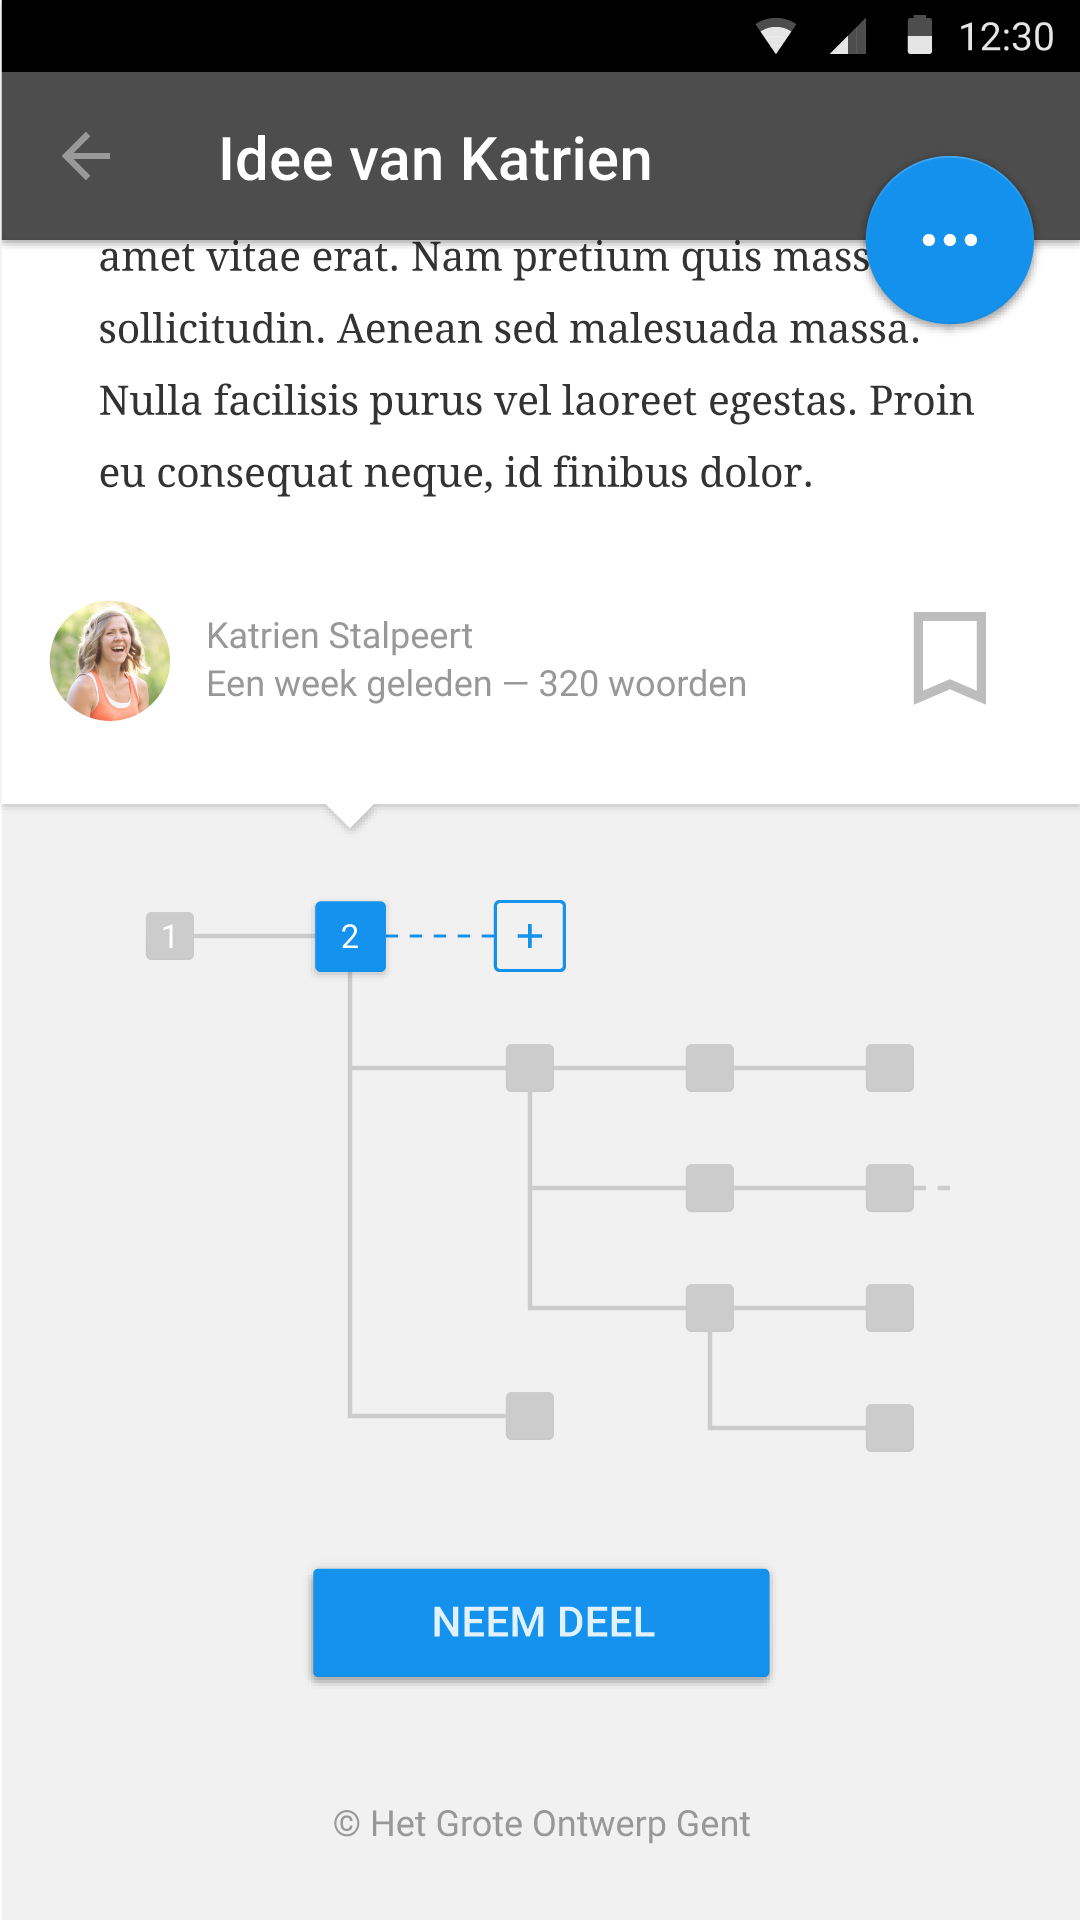 12:30
Idee van Katrien
amet vitae erat. Nam pretium quis
sollicitudin. Aenean sed malesuada massa.
Nulla facilisis purus vel laoreet egestas. Proin
eu consequat neque, id finibus dolor.
Katrien Stalpeert
Een week geleden — 320 woorden
1 2 +
NEEM DEEL
© Het Grote Ontwerp Gent